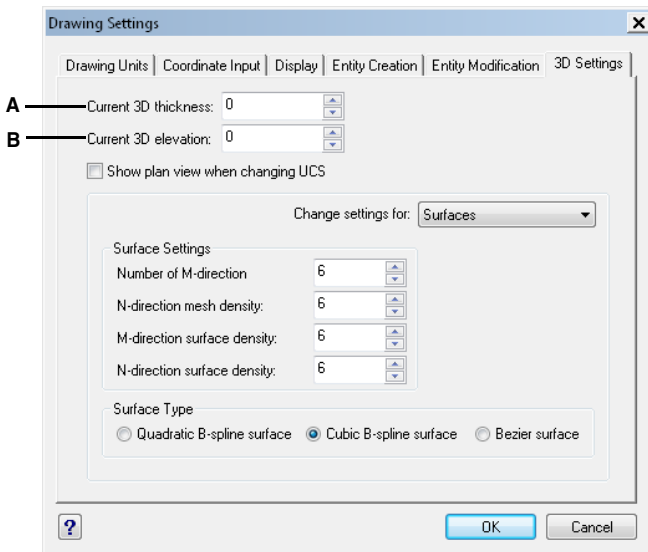 Drawing Settings
Drawing Units Coordinate Input Display Entity Creation Entity Modification 3D Settings
A Current 3D thickness: 0
B Current 3D elevation: 0
Show plan view when changing UCS
Change settings for: Surfaces
Surface Settings
Number of M-direction 6
N-direction mesh density: 6
M-direction surface density: 6
N-direction surface density: 6
Surface Type
Quadratic B-spline surface Cubic B-spline surface Bezier surface
? OK Cancel